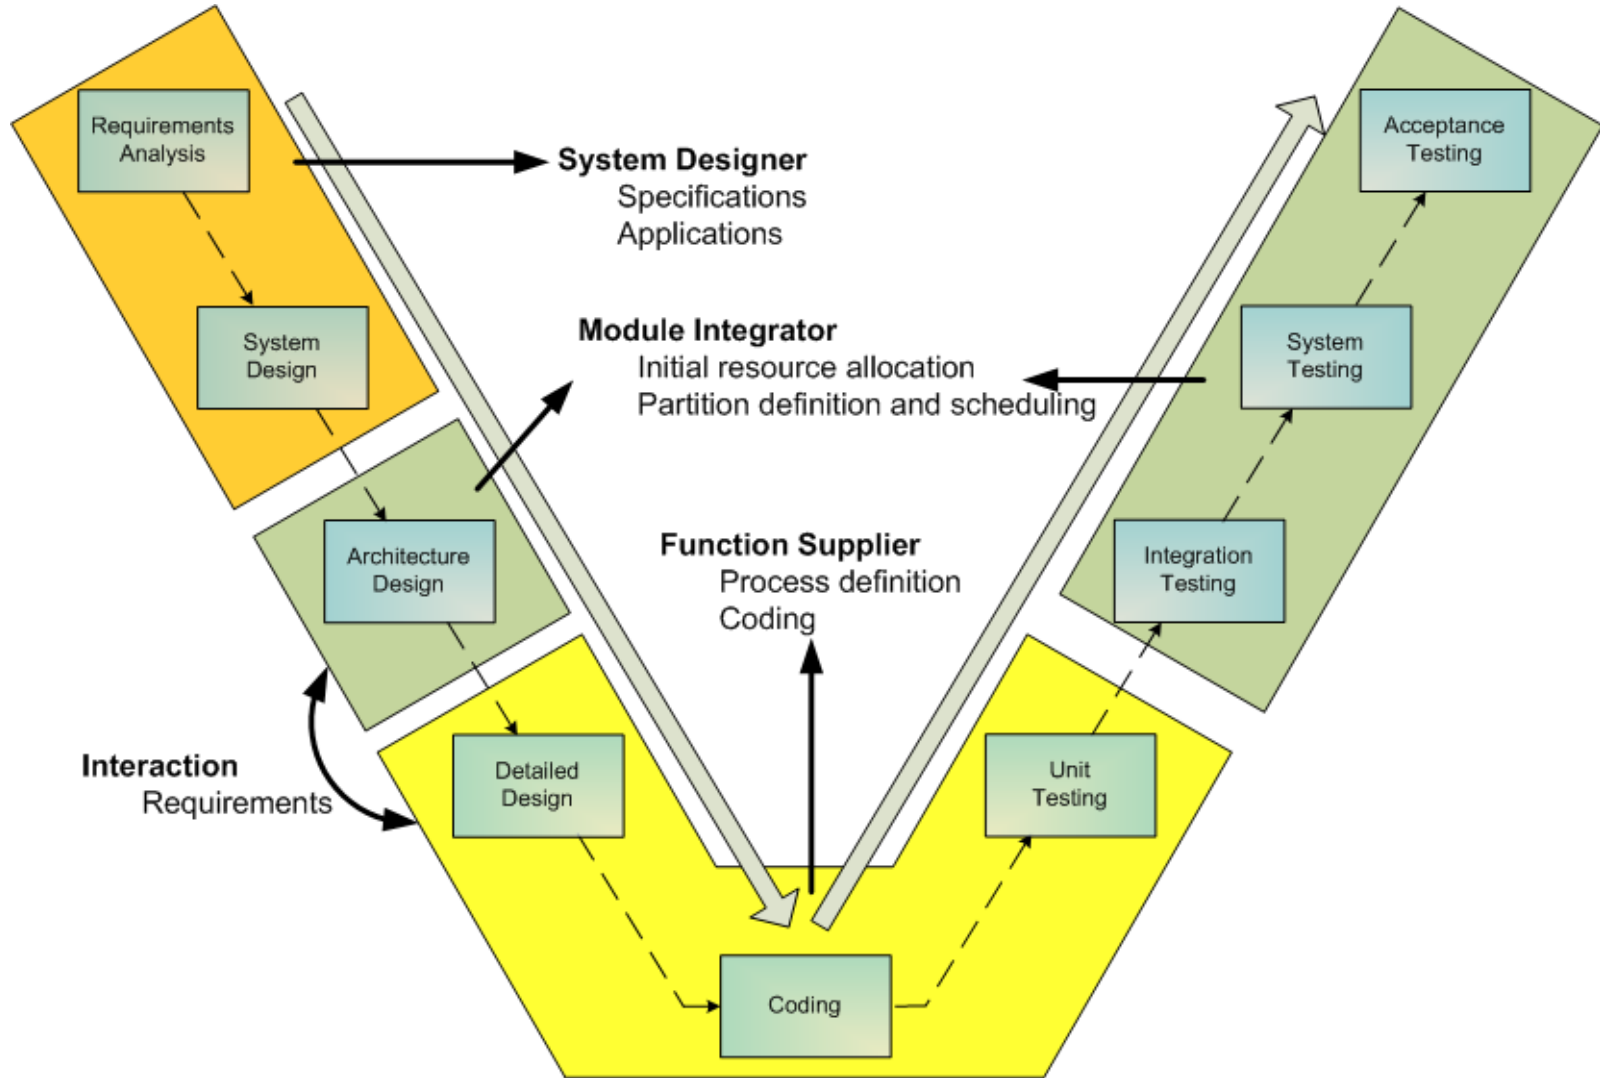 Requirements
Analysis
System
Design
Architecture
Design
Detailed
Design
Coding
Unit
Testing
Integration
Testing
System
Testing
Acceptance
Testing
System Designer
Specifications
Applications
Module Integrator
Initial resource allocation
Partition definition and scheduling
Function Supplier
Process definition
Coding
Interaction
Requirements